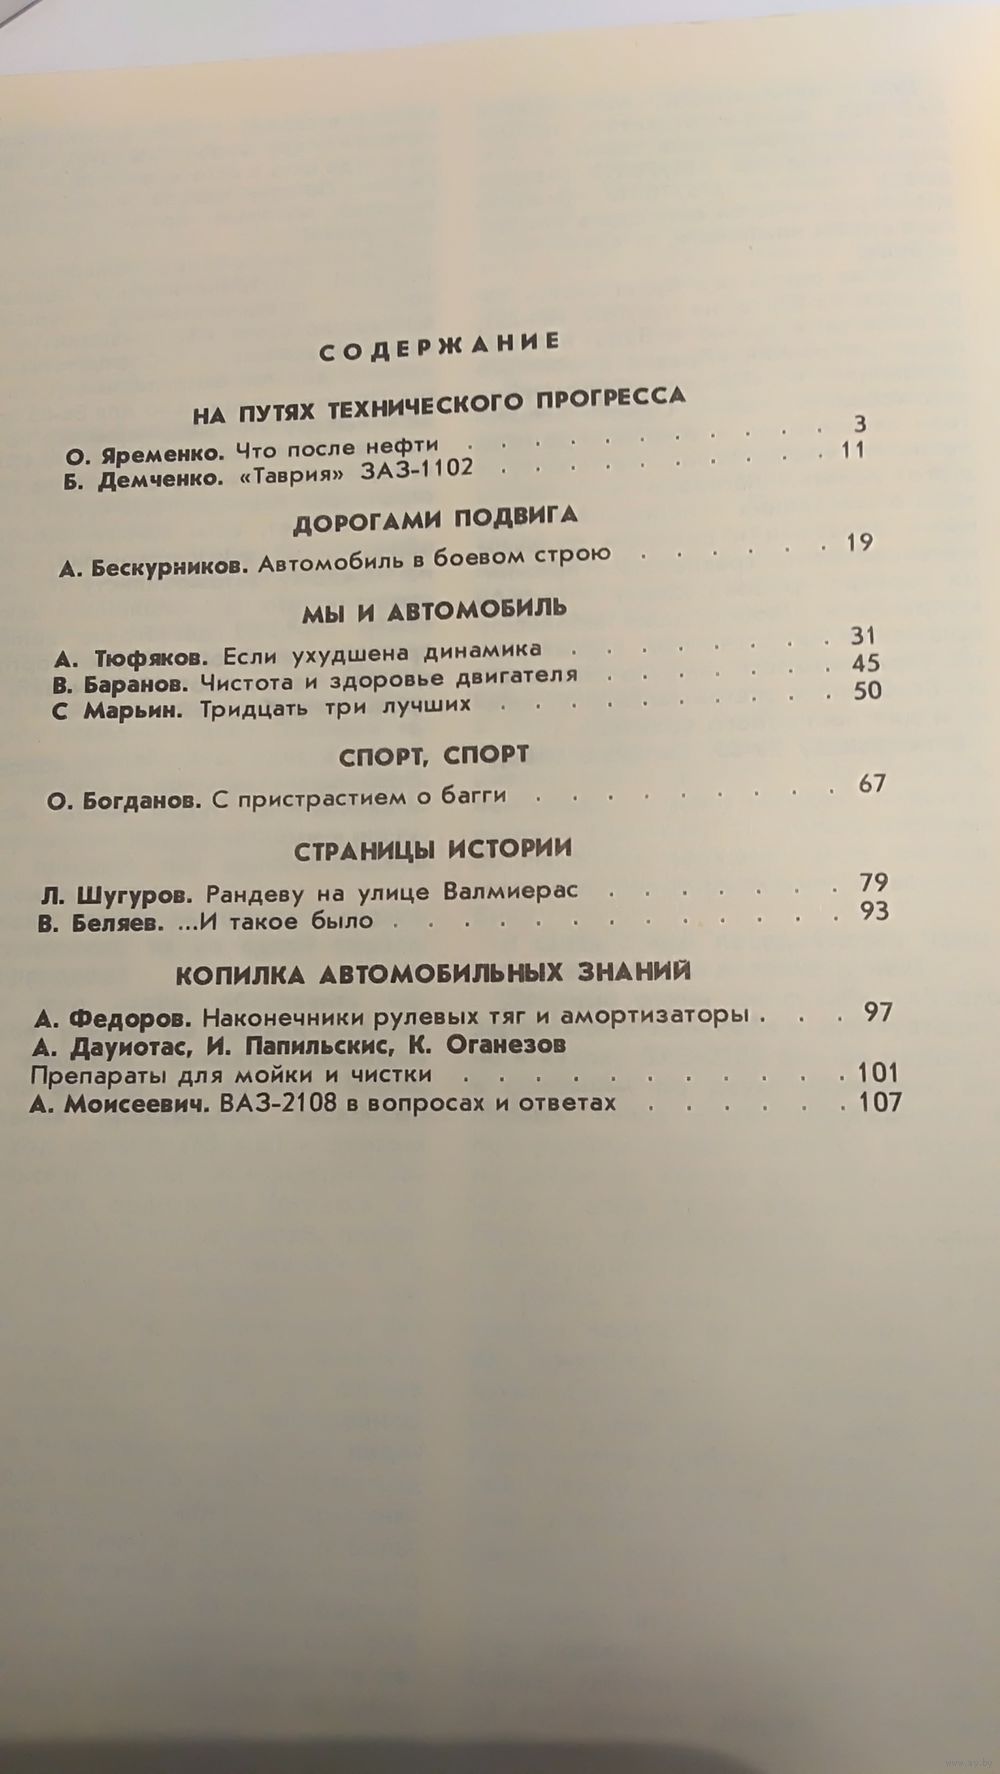 СОДЕРЖАНИЕ
НА ПУТЯХ ТЕХНИЧЕСКОГО ПРОГРЕССА
О. Яременко. Что после нефти . . . . . . . . . . . 3
Б. Демченко. «Таврия» ЗАЗ-1102 . . . . . . . . . . 11
ДОРОГАМИ ПОДВИГА
А. Бескурников. Автомобиль в боевом строю . . . . . . 19
МЫ И АВТОМОБИЛЬ
А. Тюфяков. Если ухудшена динамика . . . . . . . . 31
В. Баранов. Чистота и здоровье двигателя . . . . . . . 45
С Марьин. Тридцать три лучших . . . . . . . . . . 50
СПОРТ, СПОРТ
О. Богданов. С пристрастием о багги . . . . . . . . . 67
СТРАНИЦЫ ИСТОРИИ
Л. Шугуров. Рандеву на улице Валмиерас . . . . . . . 79
В. Беляев. ...И такое было . . . . . . . . . . . . . 93
КОПИЛКА АВТОМОБИЛЬНЫХ ЗНАНИЙ
А. Федоров. Наконечники рулевых тяг и амортизаторы . . . 97
А. Дауиотас, И. Папильскис, К. Оганезов
Препараты для мойки и чистки . . . . . . . . . . . . 101
А. Моисеевич. ВАЗ-2108 в вопросах и ответах . . . . . . 107
www.ay.by